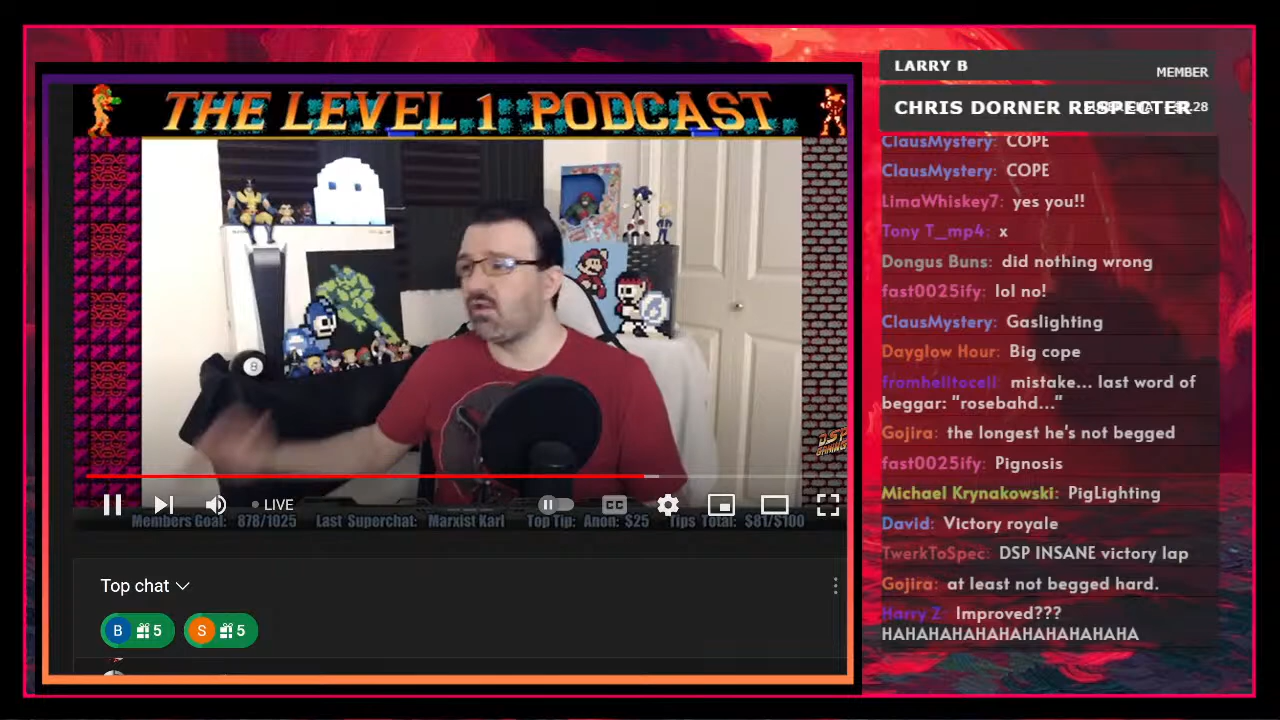 THE LEVEL 1 PODCAST
8
DSP
GAMING
LIVE
CC
Members Goal: 878/1025 Last Superchat: Marxist Karl Top Tip: Anon: $25 Tips Total: $81/$100
Top chat
B 5 S 5
LARRY B
MEMBER
CHRIS DORNER RESPECTER
ClausMystery: COPE
ClausMystery: COPE
LimaWhiskey7: yes you!!
Tony T_mp4: x
Dongus Buns: did nothing wrong
fast0025ify: lol no!
ClausMystery: Gaslighting
Dayglow Hour: Big cope
fromhelltocell: mistake... last word of
beggar: "rosebahd..."
Gojira: the longest he's not begged
fast0025ify: Pignosis
Michael Krynakowski: PigLighting
David: Victory royale
TwerkToSpec: DSP INSANE victory lap
Gojira: at least not begged hard.
Harry Z: Improved???
HAHAHAHAHAHAHAHAHAHA